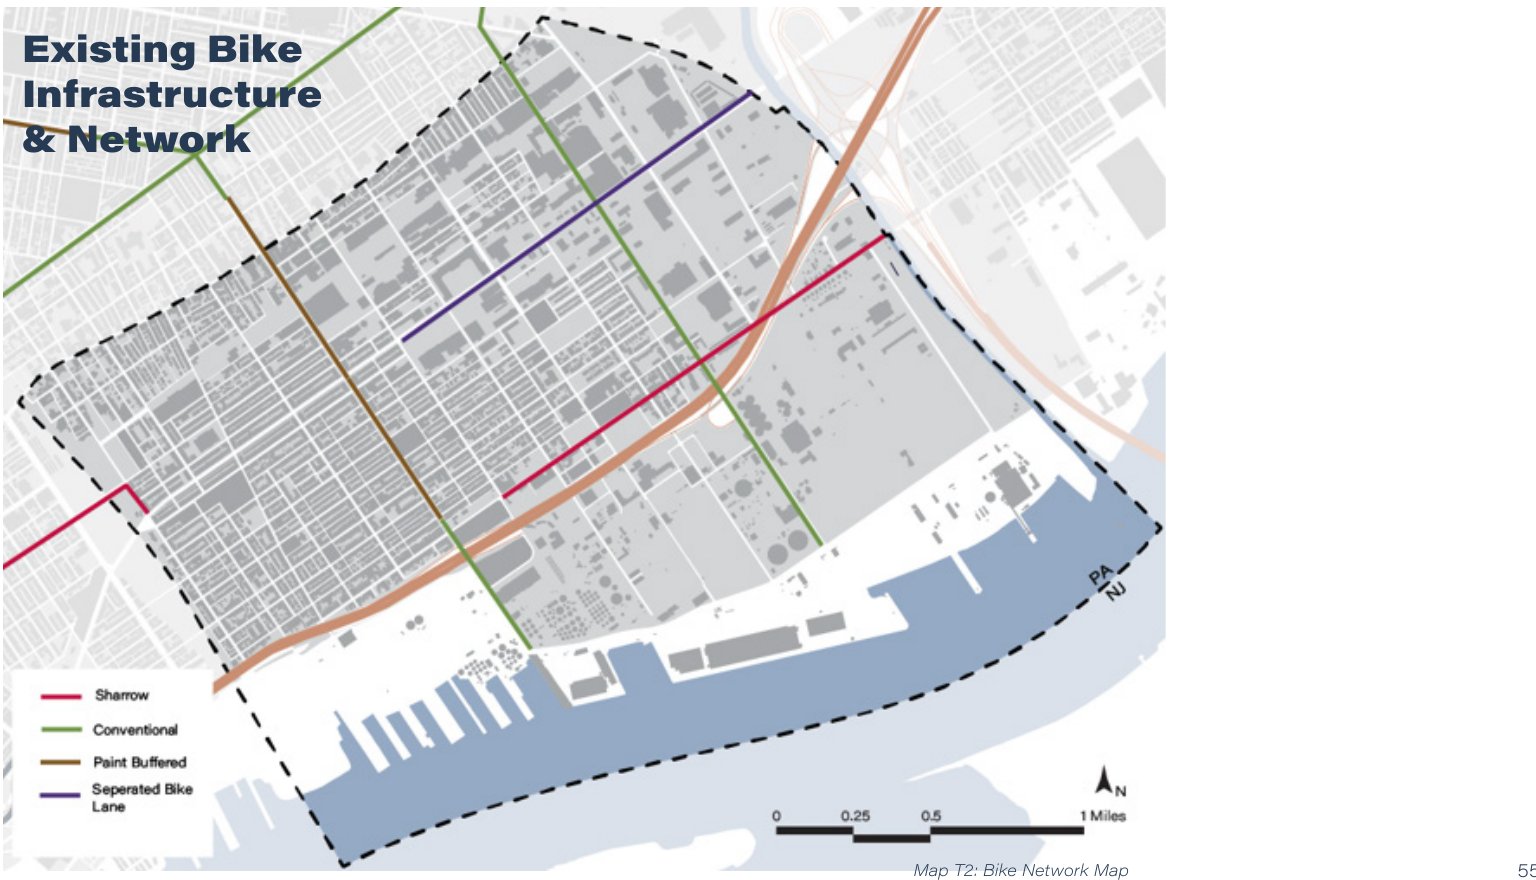 Existing Bike
Infrastructure
& Network
PA
NJ
Sharrow
Conventional
Paint Buffered
Seperated Bike
Lane
N
0 0.25 0.5 1 Miles
Map T2: Bike Network Map
55